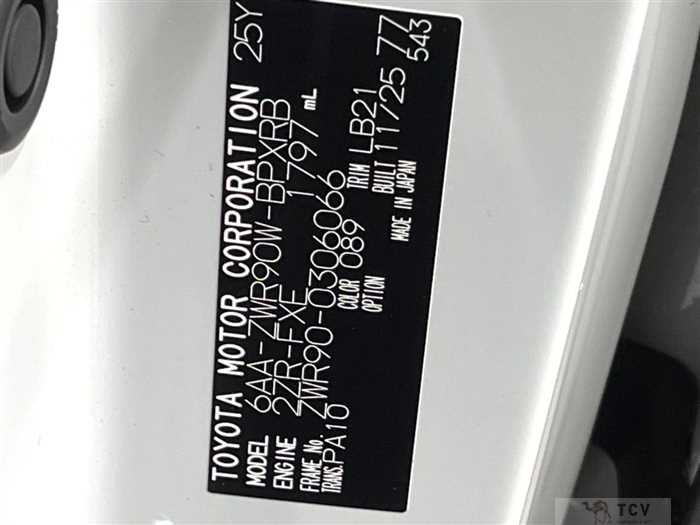 TOYOTA MOTOR CORPORATION 25Y
MODEL 6AA-ZWR90W-BPXRB
ENGINE 2ZR-FXE 1797 mL
FRAME No. ZWR90-0306066
TRANS. PA10 COLOR 089 TRIM LB21
OPTION BUILT 11/25 77
MADE IN JAPAN 543
TCV